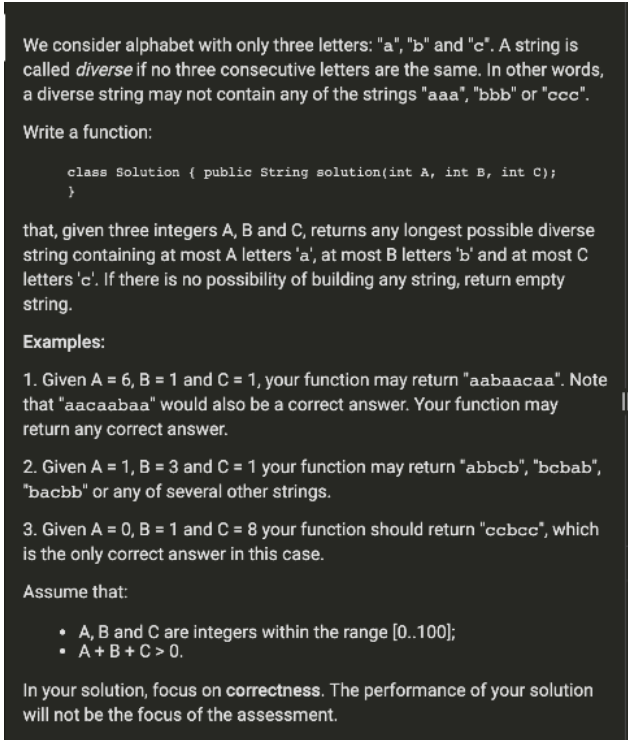 We consider alphabet with only three letters: "a", "b" and "c". A string is
called diverse if no three consecutive letters are the same. In other words,
a diverse string may not contain any of the strings "aaa", "bbb" or "ccc".
Write a function:
class Solution { public String solution(int A, int B, int C);
}
that, given three integers A, B and C, returns any longest possible diverse
string containing at most A letters 'a', at most B letters 'b' and at most C
letters 'c'. If there is no possibility of building any string, return empty
string.
Examples:
1. Given A = 6, B = 1 and C = 1, your function may return "aabaacaa". Note
that "aacaabaa" would also be a correct answer. Your function may
return any correct answer.
2. Given A = 1, B = 3 and C = 1 your function may return "abbcb", "bcbab",
"bacbb" or any of several other strings.
3. Given A = 0, B = 1 and C = 8 your function should return "ccbcc", which
is the only correct answer in this case.
Assume that:
• A, B and C are integers within the range [0..100];
• A + B + C > 0.
In your solution, focus on correctness. The performance of your solution
will not be the focus of the assessment.